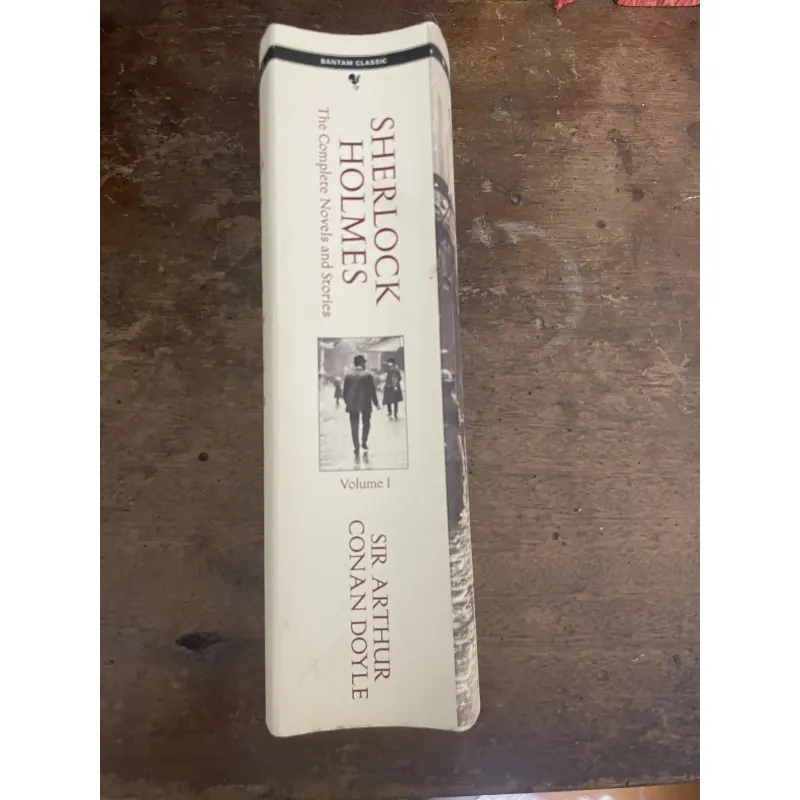 BANTAM CLASSIC
SHERLOCK
HOLMES
The Complete Novels and Stories
Volume I
SIR ARTHUR
CONAN DOYLE